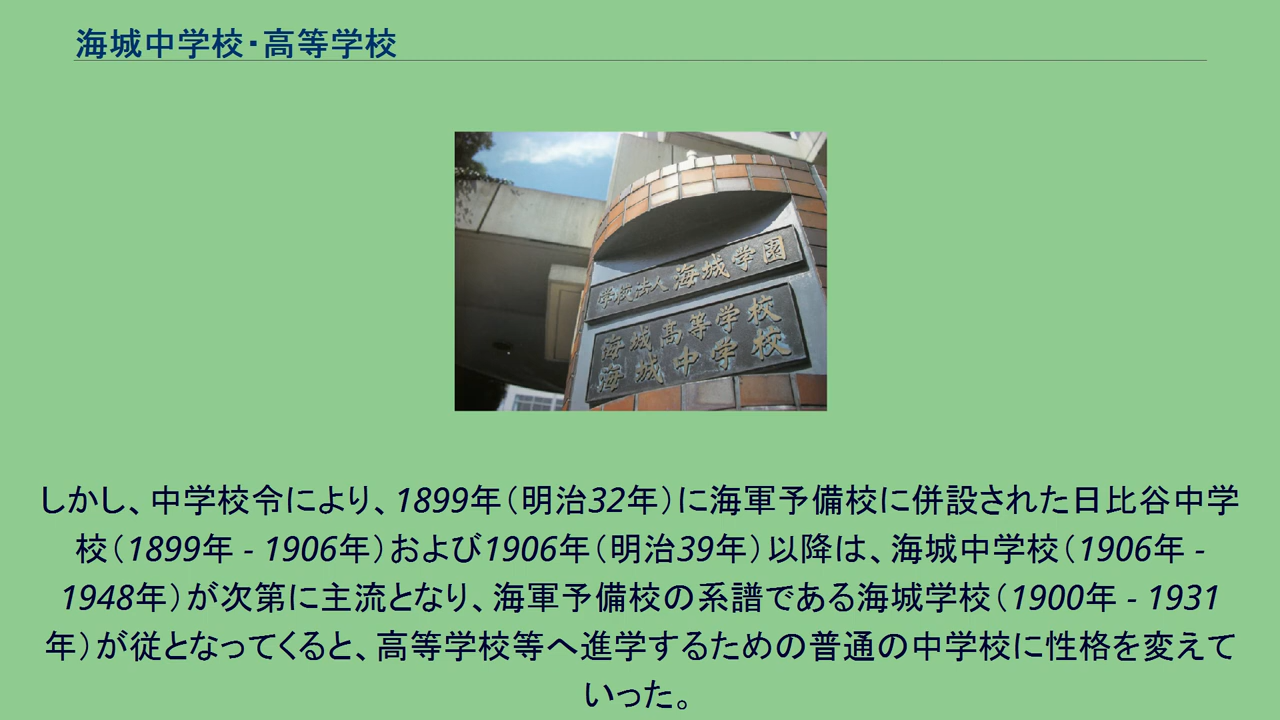 海城中学校・高等学校
学校法人 海城学園
海城高等学校
海城中学校
しかし、中学校令により、1899年（明治32年）に海軍予備校に併設された日比谷中学
校（1899年 - 1906年）および1906年（明治39年）以降は、海城中学校（1906年 -
1948年）が次第に主流となり、海軍予備校の系譜である海城学校（1900年 - 1931
年）が従となってくると、高等学校等へ進学するための普通の中学校に性格を変えて
いった。